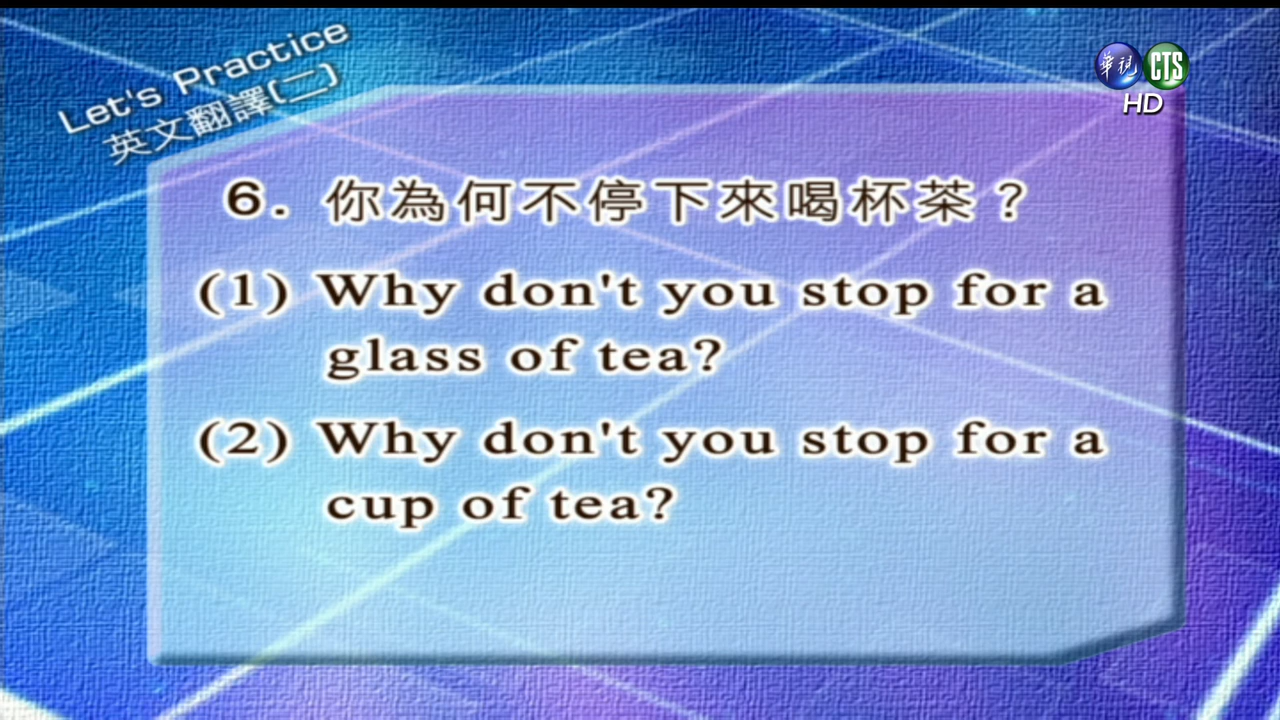 Let's Practice
英文翻譯(二)
華視 CTS
HD
6. 你為何不停下來喝杯茶？
(1) Why don't you stop for a
glass of tea?
(2) Why don't you stop for a
cup of tea?